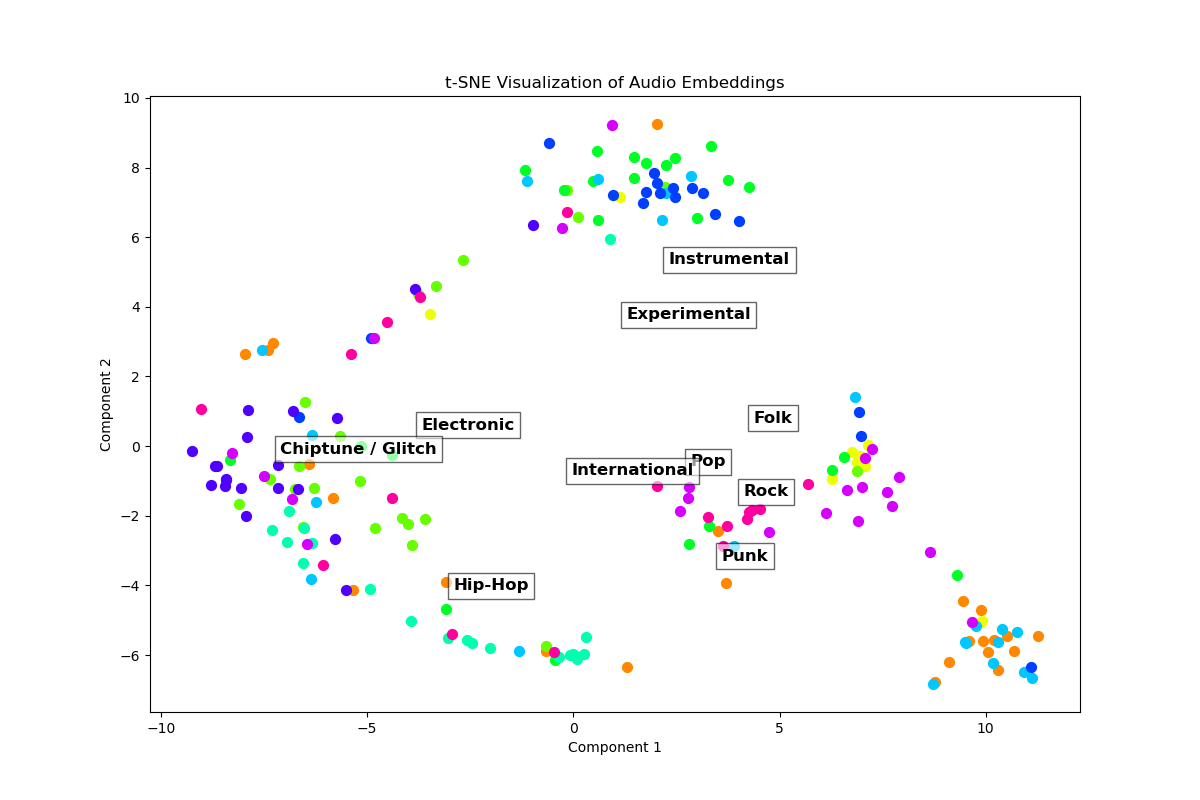 t-SNE Visualization of Audio Embeddings
10
8
6
4
2
0
−2
−4
−6
Component 2
Instrumental
Experimental
Folk
Electronic
Chiptune / Glitch
Pop
International
Rock
Punk
Hip-Hop
−10
−5
0
5
10
Component 1